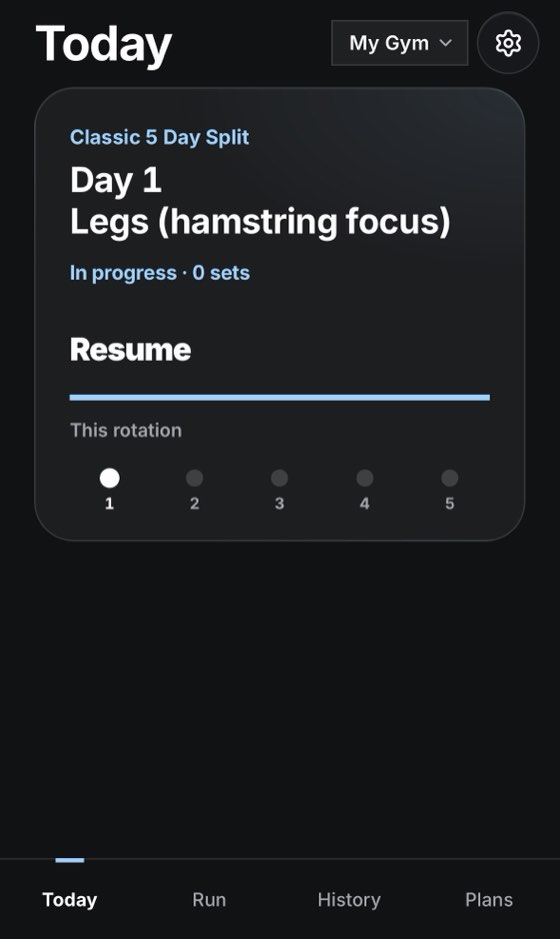 Today
My Gym
Classic 5 Day Split
Day 1
Legs (hamstring focus)
In progress · 0 sets
Resume
This rotation
1 2 3 4 5
Today Run History Plans